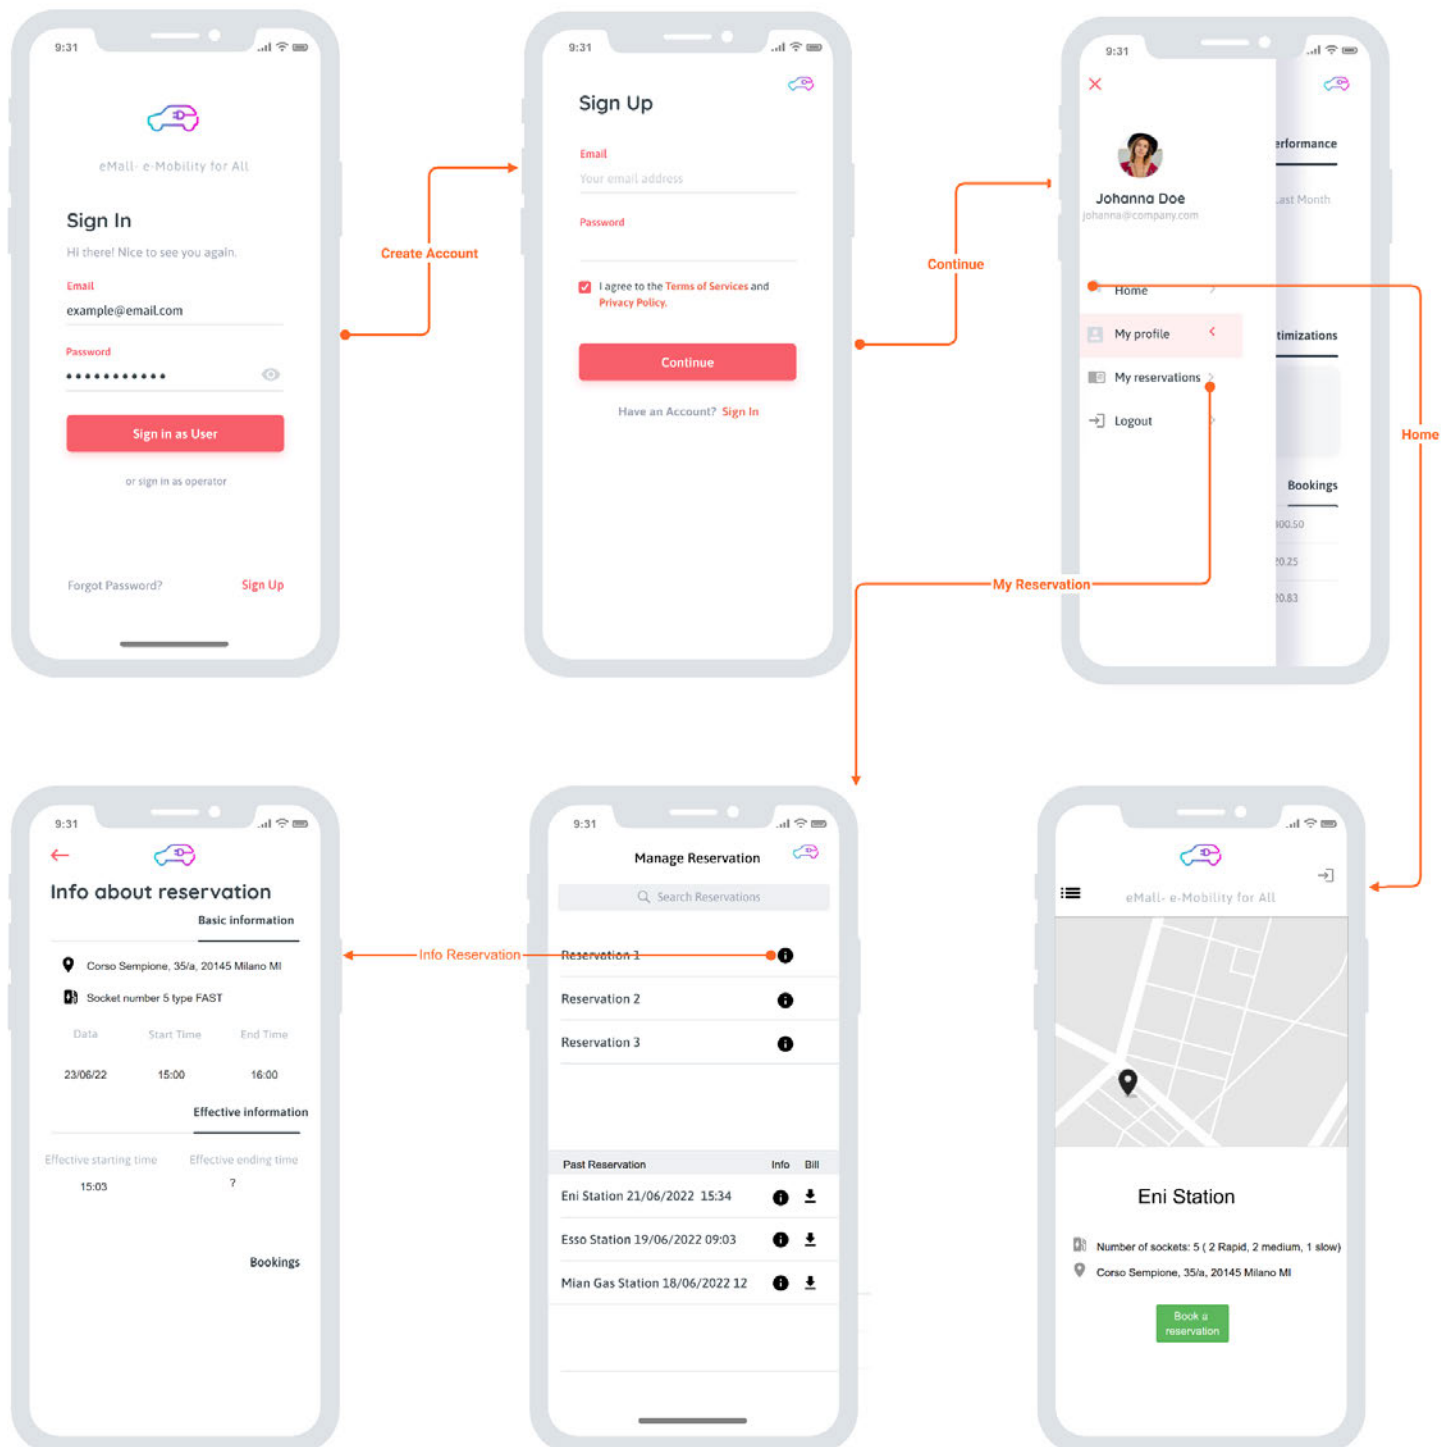 9:31
eMall- e-Mobility for All
Sign In
Hi there! Nice to see you again.
Email
example@email.com
Password
Sign in as User
or sign in as operator
Forgot Password?
Sign Up
Create Account
9:31
Sign Up
Email
Your email address
Password
I agree to the Terms of Services and
Privacy Policy.
Continue
Have an Account? Sign In
Continue
9:31
Johanna Doe
johanna@company.com
Home
My profile
My reservations
Logout
erformance
Last Month
timizations
Bookings
00.50
20.25
20.83
My Reservation
Home
9:31
Info about reservation
Basic information
Corso Sempione, 35/a, 20145 Milano MI
Socket number 5 type FAST
Data
Start Time
End Time
23/06/22
15:00
16:00
Effective information
Effective starting time
Effective ending time
15:03
?
Bookings
Info Reservation
9:31
Manage Reservation
Search Reservations
Reservation 1
Reservation 2
Reservation 3
Past Reservation
Info
Bill
Eni Station 21/06/2022 15:34
Esso Station 19/06/2022 09:03
Mian Gas Station 18/06/2022 12
eMall- e-Mobility for All
Eni Station
Number of sockets: 5 ( 2 Rapid, 2 medium, 1 slow)
Corso Sempione, 35/a, 20145 Milano MI
Book a
reservation